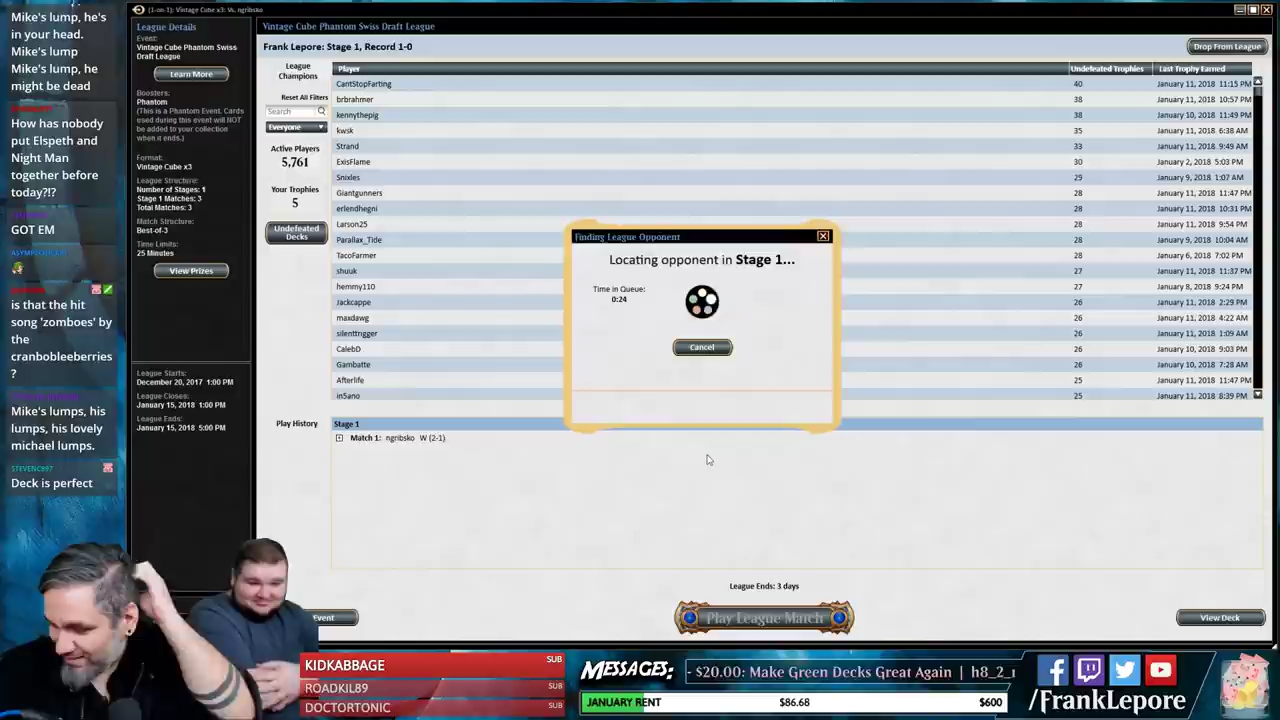 Mike's lump, he's
in your head.
Mike's lump
Mike's lump, he
might be dead
How has nobody
put Elspeth and
Night Man
together before
today?!?
GOT EM
is that the hit
song 'zomboes' by
the
cranbobleeberries
?
Mike's lumps, his
lumps, his lovely
michael lumps.
STEVENC997
Deck is perfect
(1-on-1): Vintage Cube x3: Vs. ngribsko
League Details
Event:
Vintage Cube Phantom Swiss
Draft League
Learn More
Boosters:
Phantom
(This is a Phantom Event. Cards
used during this event will NOT
be added to your collection
when it ends.)
Format:
Vintage Cube x3
League Structure:
Number of Stages: 1
Stage 1 Matches: 3
Total Matches: 3
Match Structure:
Best-of-3
Time Limits:
25 Minutes
View Prizes
League Starts:
December 20, 2017 1:00 PM
League Closes:
January 15, 2018 1:00 PM
League Ends:
January 15, 2018 5:00 PM
Vintage Cube Phantom Swiss Draft League
Frank Lepore: Stage 1, Record 1-0
Drop From League
League
Champions
Reset All Filters
Search
Everyone
Active Players
5,761
Your Trophies
5
Undefeated
Decks
Player Undefeated Trophies Last Trophy Earned
CantStopFarting 40 January 11, 2018 11:15 PM
brbrahmer 38 January 11, 2018 10:57 PM
kennythepig 38 January 10, 2018 11:49 PM
kwsk 35 January 11, 2018 6:38 AM
Strand 33 January 11, 2018 9:49 AM
ExisFlame 30 January 2, 2018 5:03 PM
Snixles 29 January 9, 2018 1:07 AM
Giantgunners 28 January 11, 2018 11:47 PM
erlendhegni 28 January 11, 2018 10:31 PM
Larson25 28 January 11, 2018 9:54 PM
Parallax_Tide 28 January 9, 2018 10:04 AM
TacoFarmer 28 January 6, 2018 7:02 PM
shuuk 27 January 11, 2018 11:37 PM
hemmy110 27 January 8, 2018 9:24 PM
Jackcappe 26 January 11, 2018 2:29 PM
maxdawg 26 January 11, 2018 4:22 AM
silenttrigger 26 January 11, 2018 1:09 AM
CalebD 26 January 10, 2018 9:03 PM
Gambatte 26 January 10, 2018 7:28 AM
Afterlife 25 January 11, 2018 11:47 PM
in5ano 25 January 11, 2018 8:39 PM
Finding League Opponent
Locating opponent in Stage 1...
Time in Queue:
0:24
Cancel
Play History
Stage 1
Match 1: ngribsko W (2-1)
League Ends: 3 days
Event
Play League Match
View Deck
KIDKABBAGE SUB
ROADKIL89 SUB
DOCTORTONIC SUB
MESSAGES:
$20.00: Make Green Decks Great Again | h8_2_
JANUARY RENT $86.68 $600
/FrankLepore